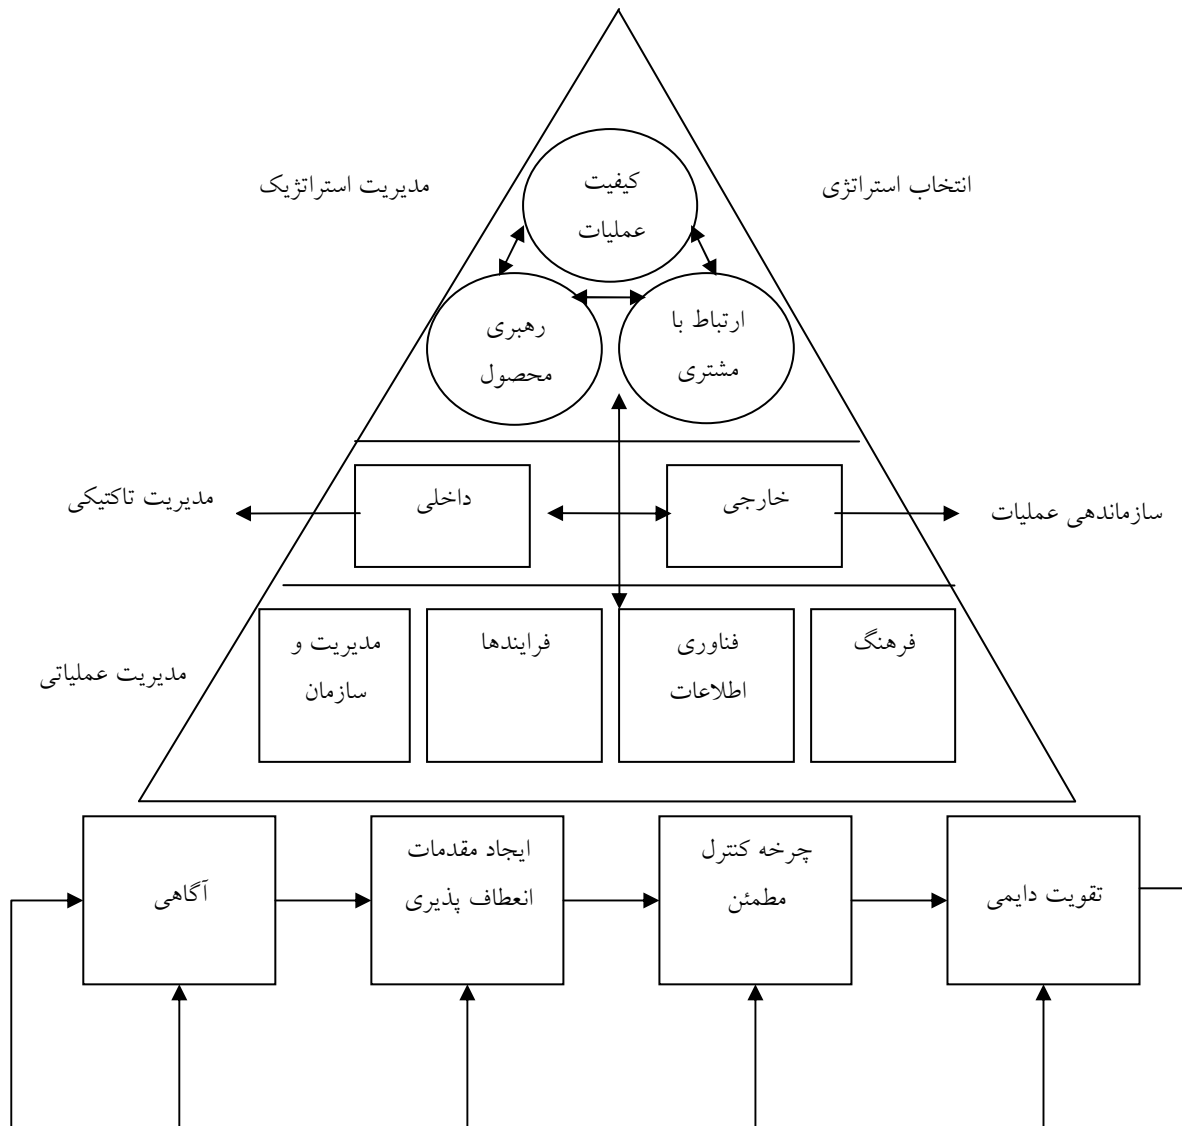 کیفیت
عملیات
انتخاب استراتژی
مدیریت استراتژیک
ارتباط با
مشتری
رهبری
محصول
سازماندهی عملیات
خارجی
داخلی
مدیریت تاکتیکی
فرهنگ
فناوری
اطلاعات
فرایندها
مدیریت و
سازمان
مدیریت عملیاتی
آگاهی
ایجاد مقدمات
انعطاف پذیری
چرخه کنترل
مطمئن
تقویت دایمی